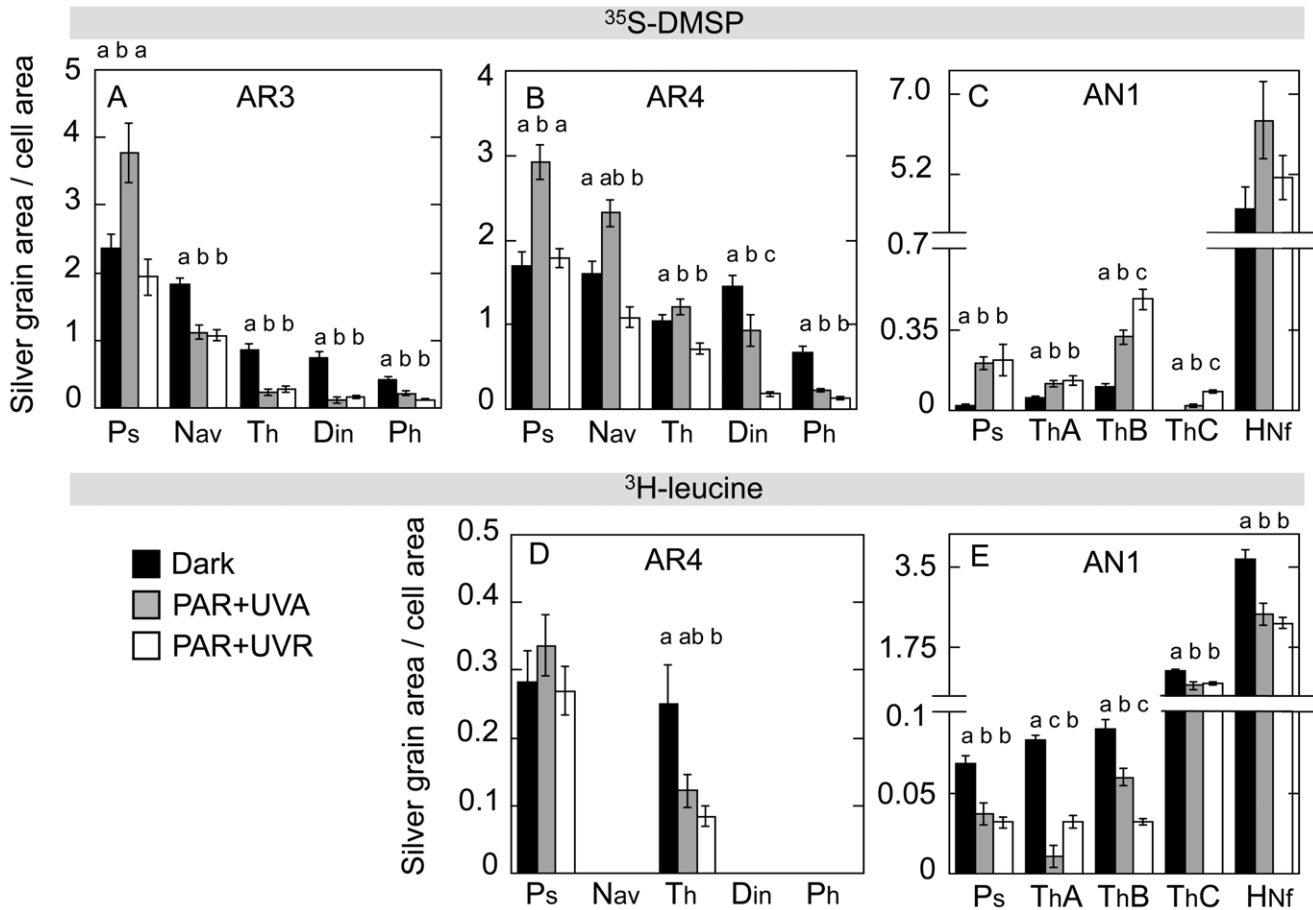 35S-DMSP
Silver grain area / cell area
A
AR3
5
4
3
2
1
0
a b a
a b b
a b b
a b b
a b b
Ps Nav Th Din Ph
B
AR4
4
3
2
1
0
a b a
a ab b
a b b
a b c
a b b
Ps Nav Th Din Ph
C
AN1
7.0
5.2
0.7
0.35
0
a b b
a b b
a b c
a b c
Ps ThA ThB ThC HNf
3H-leucine
Dark
PAR+UVA
PAR+UVR
Silver grain area / cell area
D
AR4
0.5
0.4
0.3
0.2
0.1
0
a ab b
Ps Nav Th Din Ph
E
AN1
3.5
1.75
0.1
0.05
0
a b b
a c b
a b c
a b b
a b b
Ps ThA ThB ThC HNf